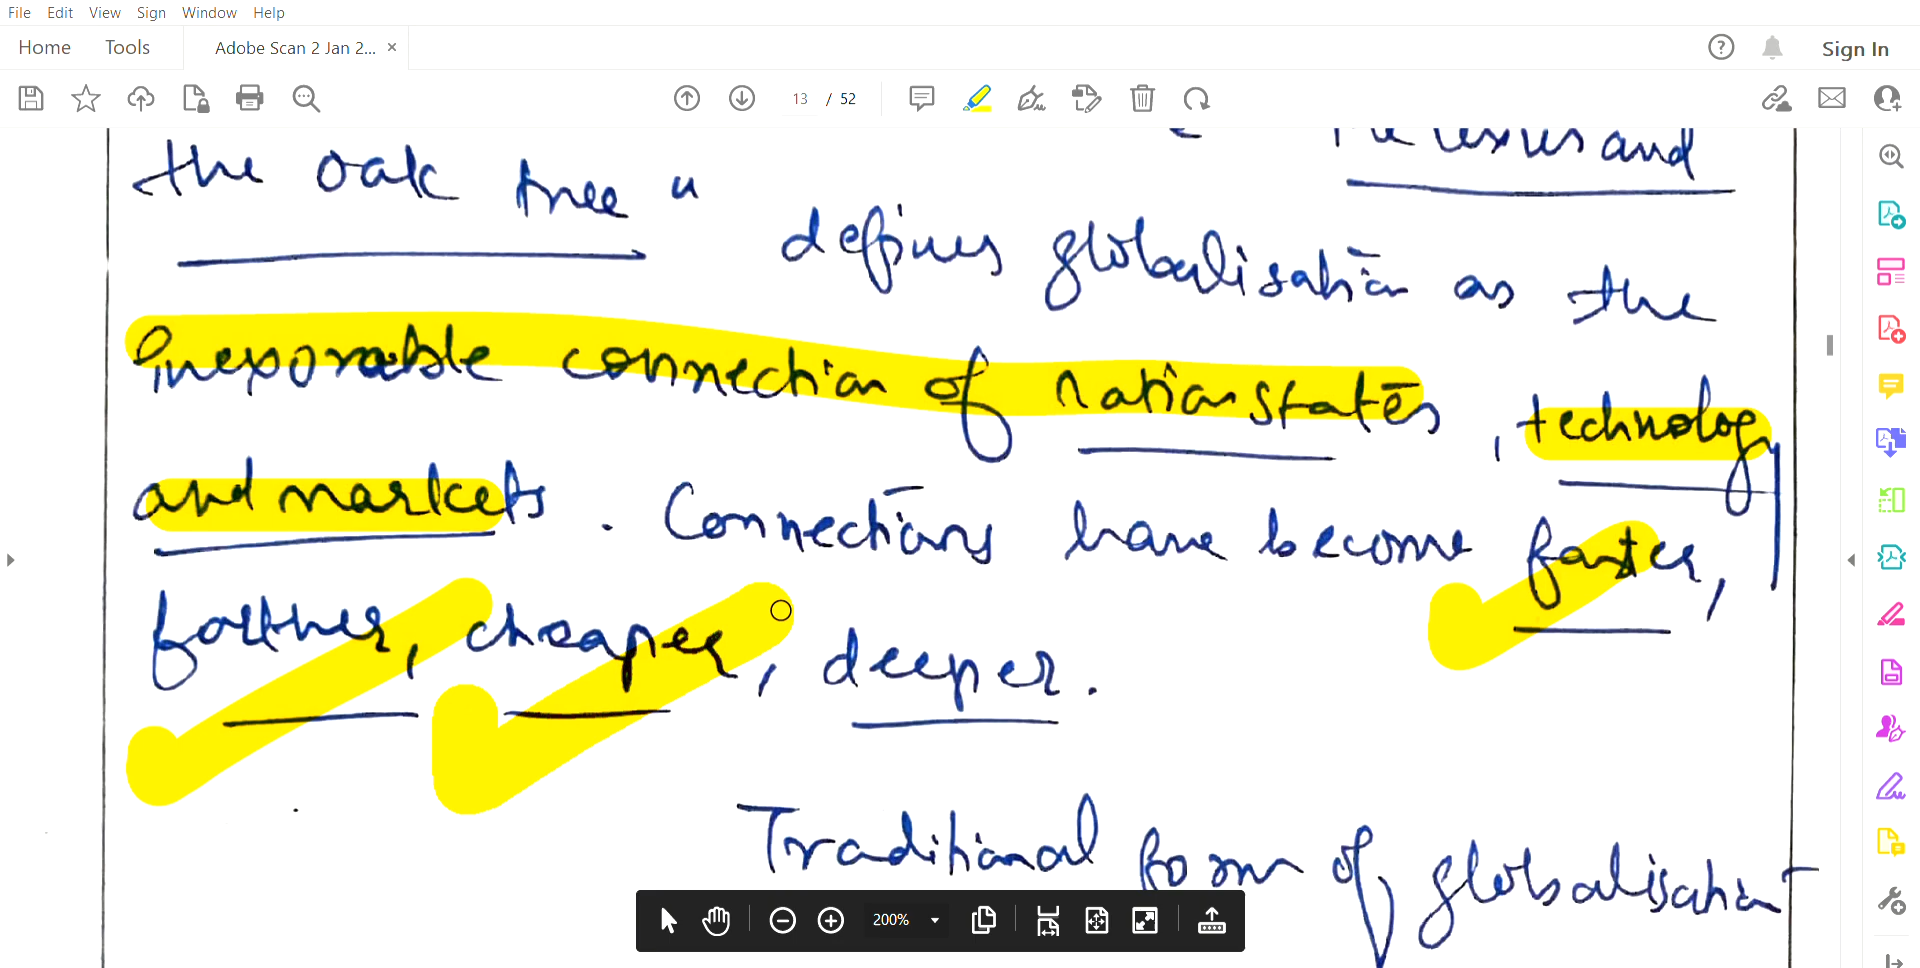 File Edit View Sign Window Help
Home Tools Adobe Scan 2 Jan 2... × Sign In
13 / 52
and
the oak tree "
defines globalisation as the
Inexorable connection of nation states, technology
and markets. Connections have become faster,
farther, cheaper, deeper.
Traditional form of globalisation
200%